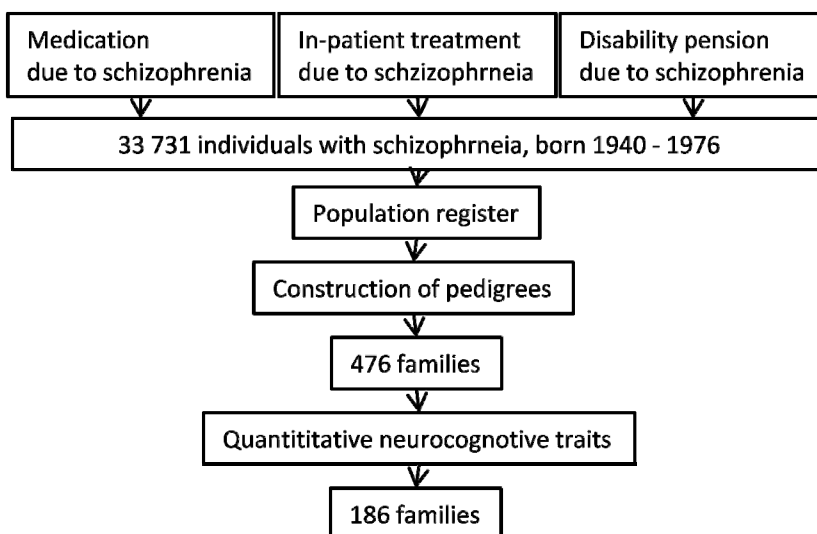 Medication
due to schizophrenia
In-patient treatment
due to schzizophrneia
Disability pension
due to schizophrenia
33 731 individuals with schizophrneia, born 1940 - 1976
Population register
Construction of pedigrees
476 families
Quantititative neurocognotive traits
186 families